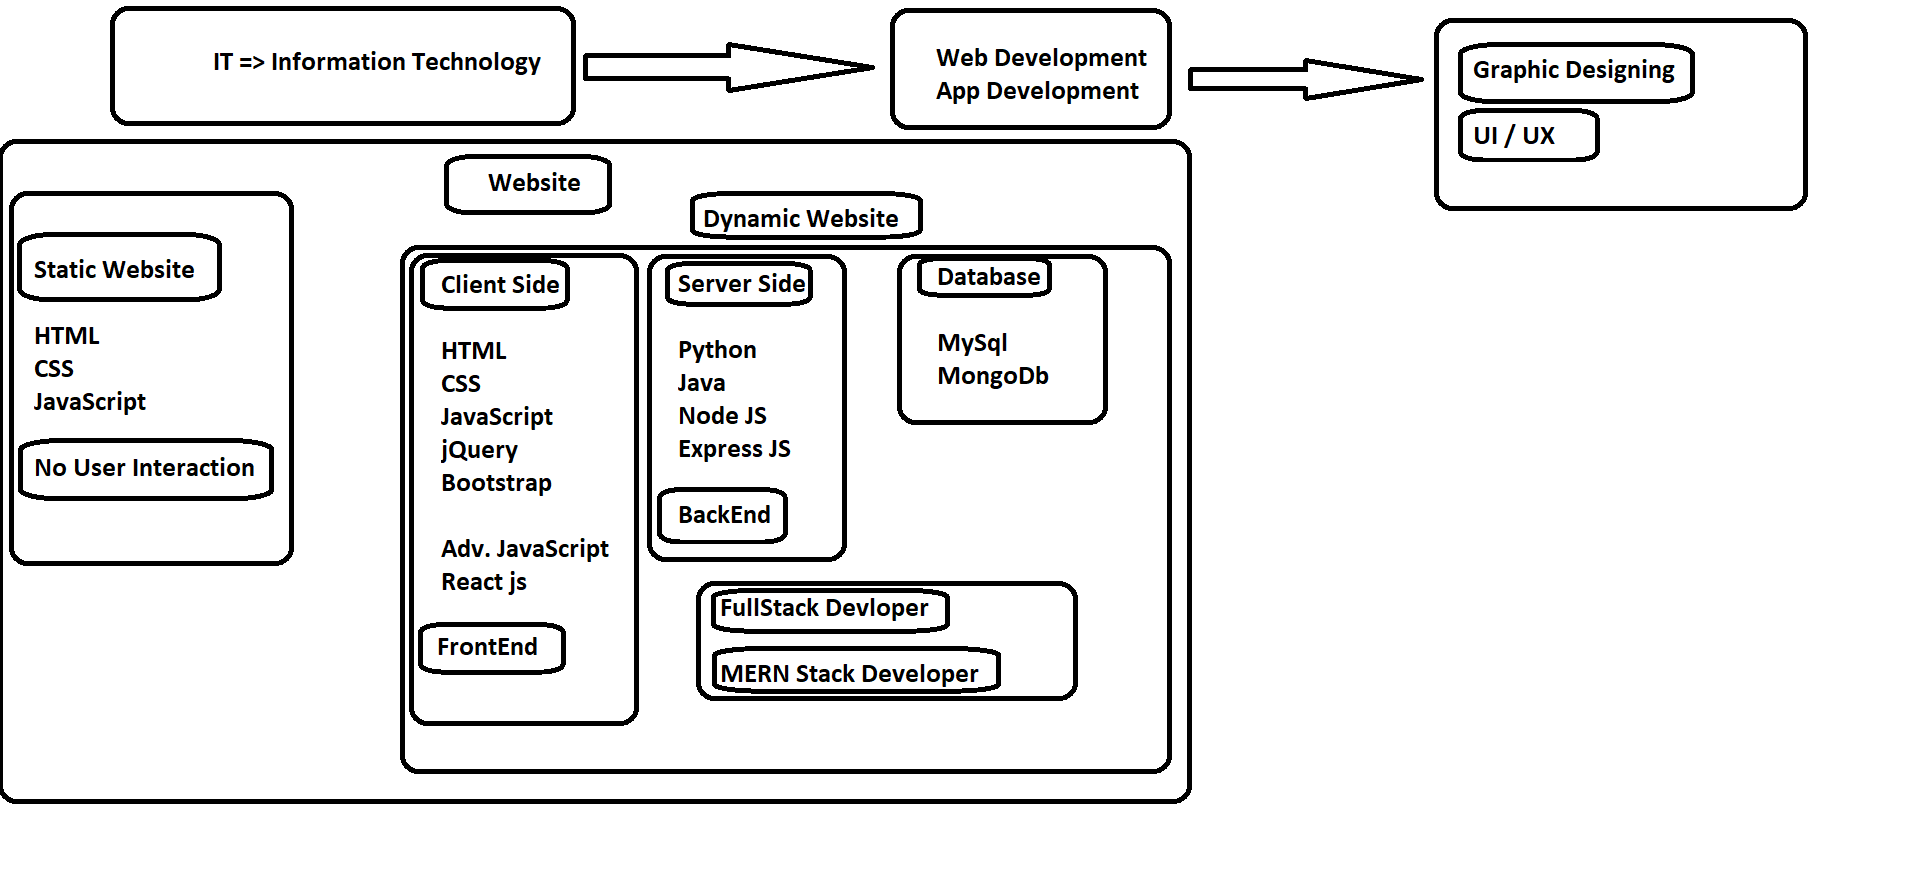 IT => Information Technology
Web Development
App Development
Graphic Designing
UI / UX
Website
Static Website
HTML
CSS
JavaScript
No User Interaction
Dynamic Website
Client Side
HTML
CSS
JavaScript
jQuery
Bootstrap
Adv. JavaScript
React js
FrontEnd
Server Side
Python
Java
Node JS
Express JS
BackEnd
Database
MySql
MongoDb
FullStack Devloper
MERN Stack Developer